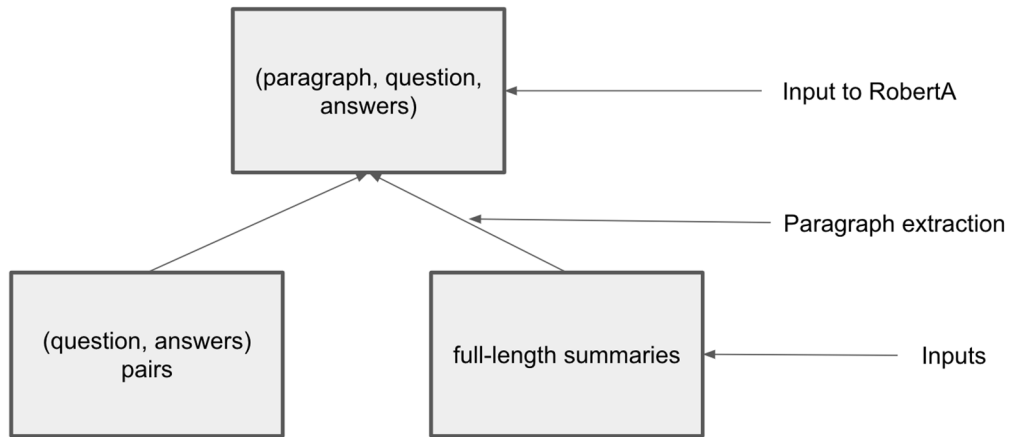 (paragraph, question,
answers)
Input to RobertA
Paragraph extraction
(question, answers)
pairs
full-length summaries
Inputs